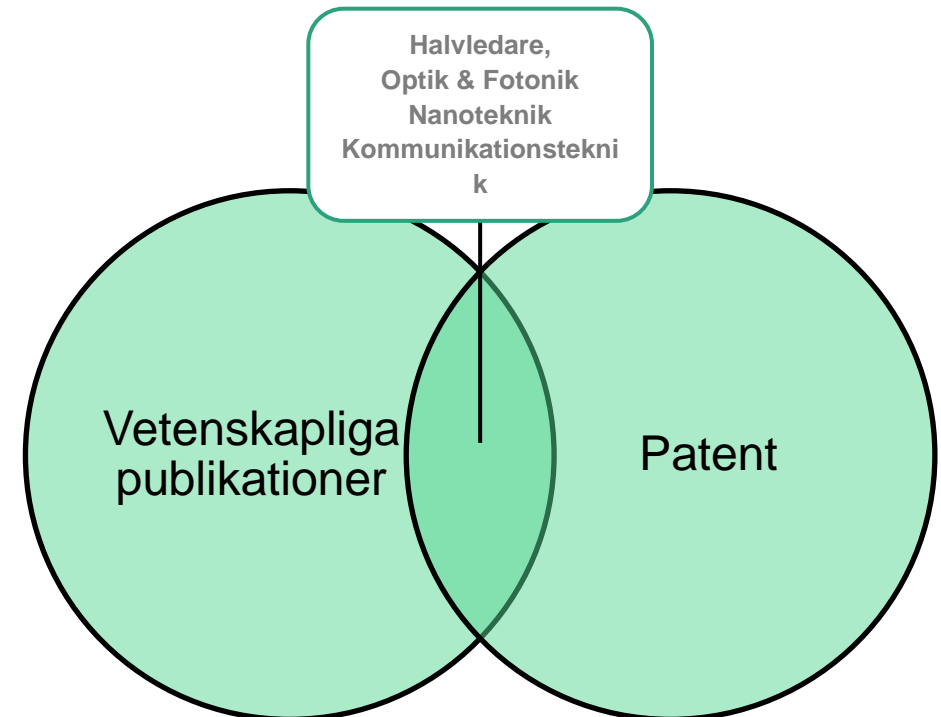 Halvledare,
Optik & Fotonik
Nanoteknik
Kommunikationstekni
k
Vetenskapliga
publikationer
Patent